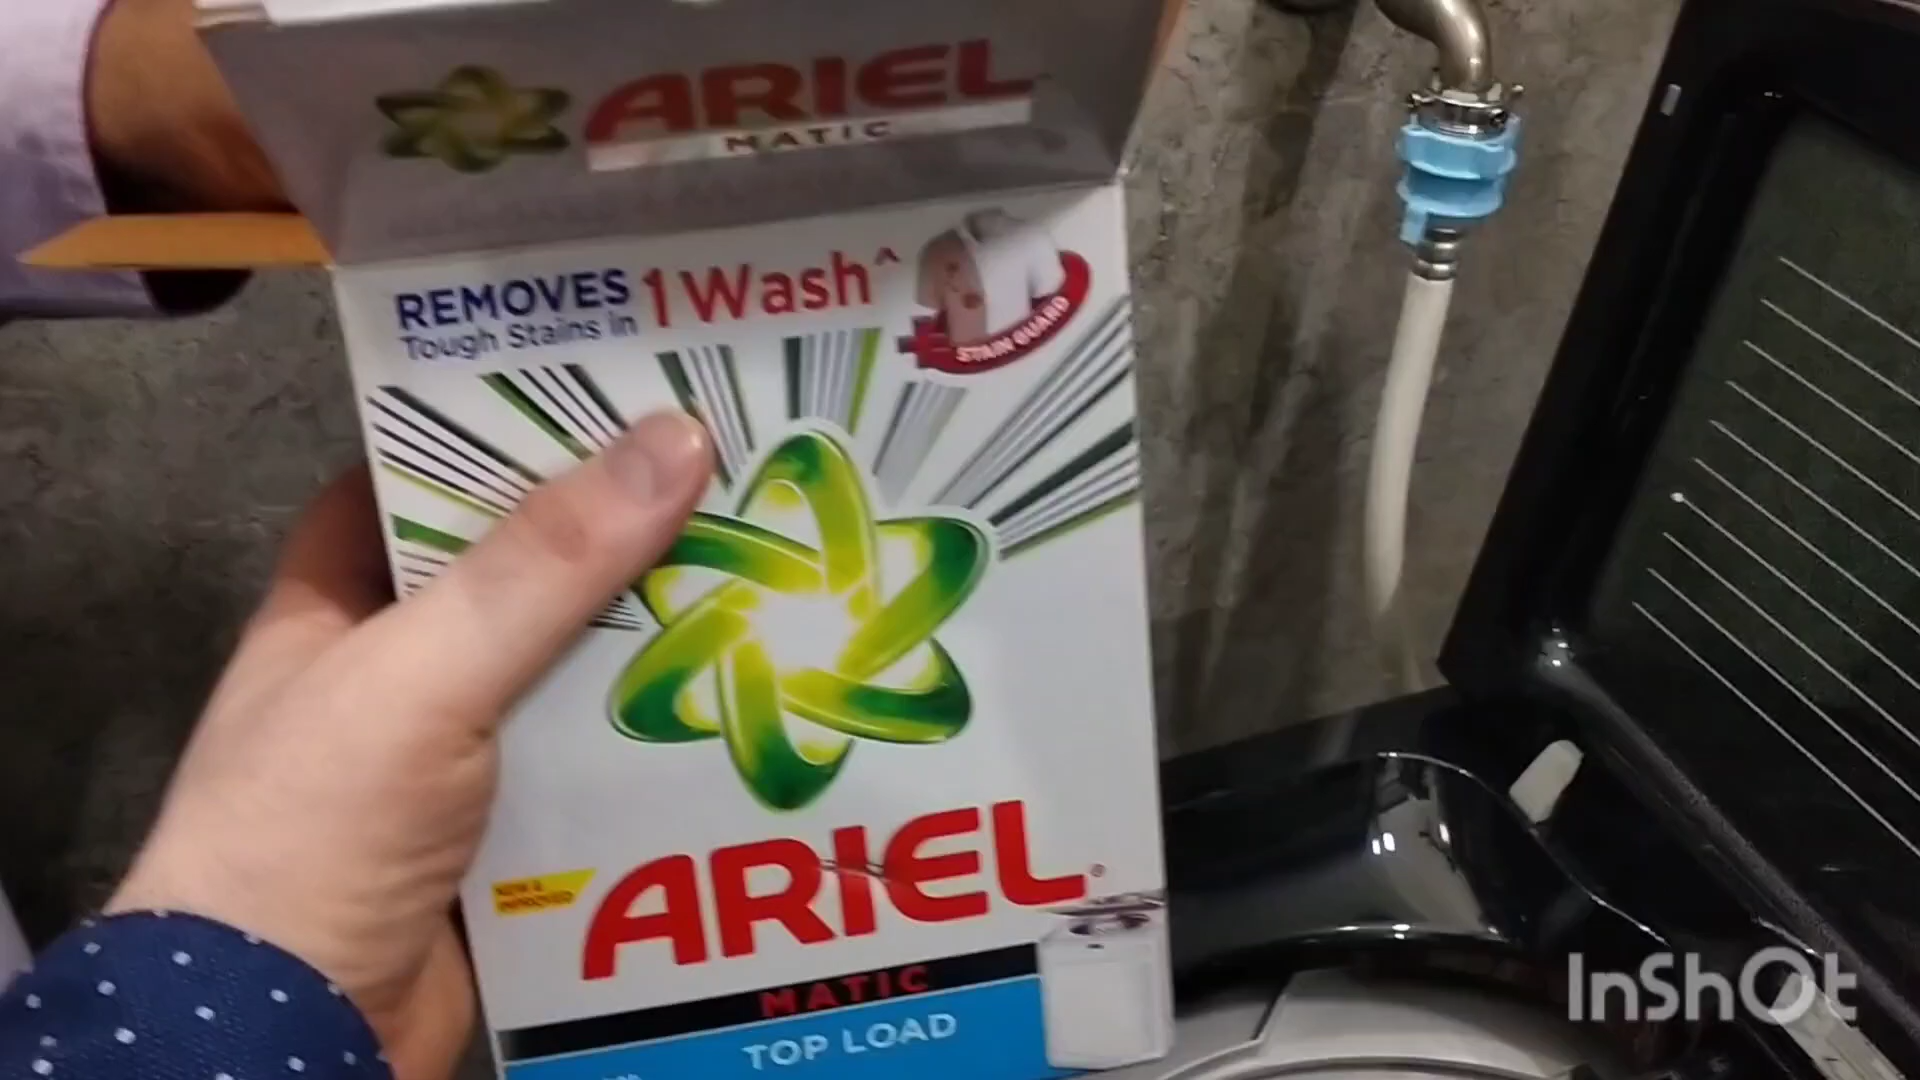 ARIEL
MATIC
REMOVES
Tough Stains in
1 Wash^
STAIN GUARD
NEW &
IMPROVED
ARIEL®
MATIC
TOP LOAD
InShOt